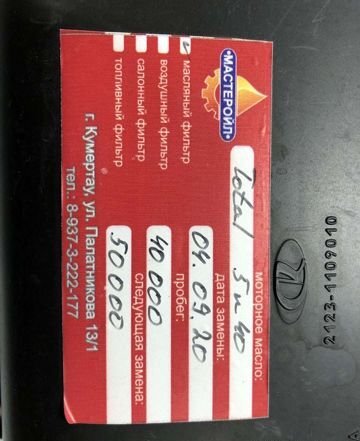 МАСТЕРОЙЛ
моторное масло:
Total 5w40
дата замены:
04.09.20
пробег:
40 000
следующая замена:
50 000
масляный фильтр
воздушный фильтр
салонный фильтр
топливный фильтр
г. Кумертау, ул. Палатникова 13/1
тел.: 8-937-3-222-177
2123-1109010